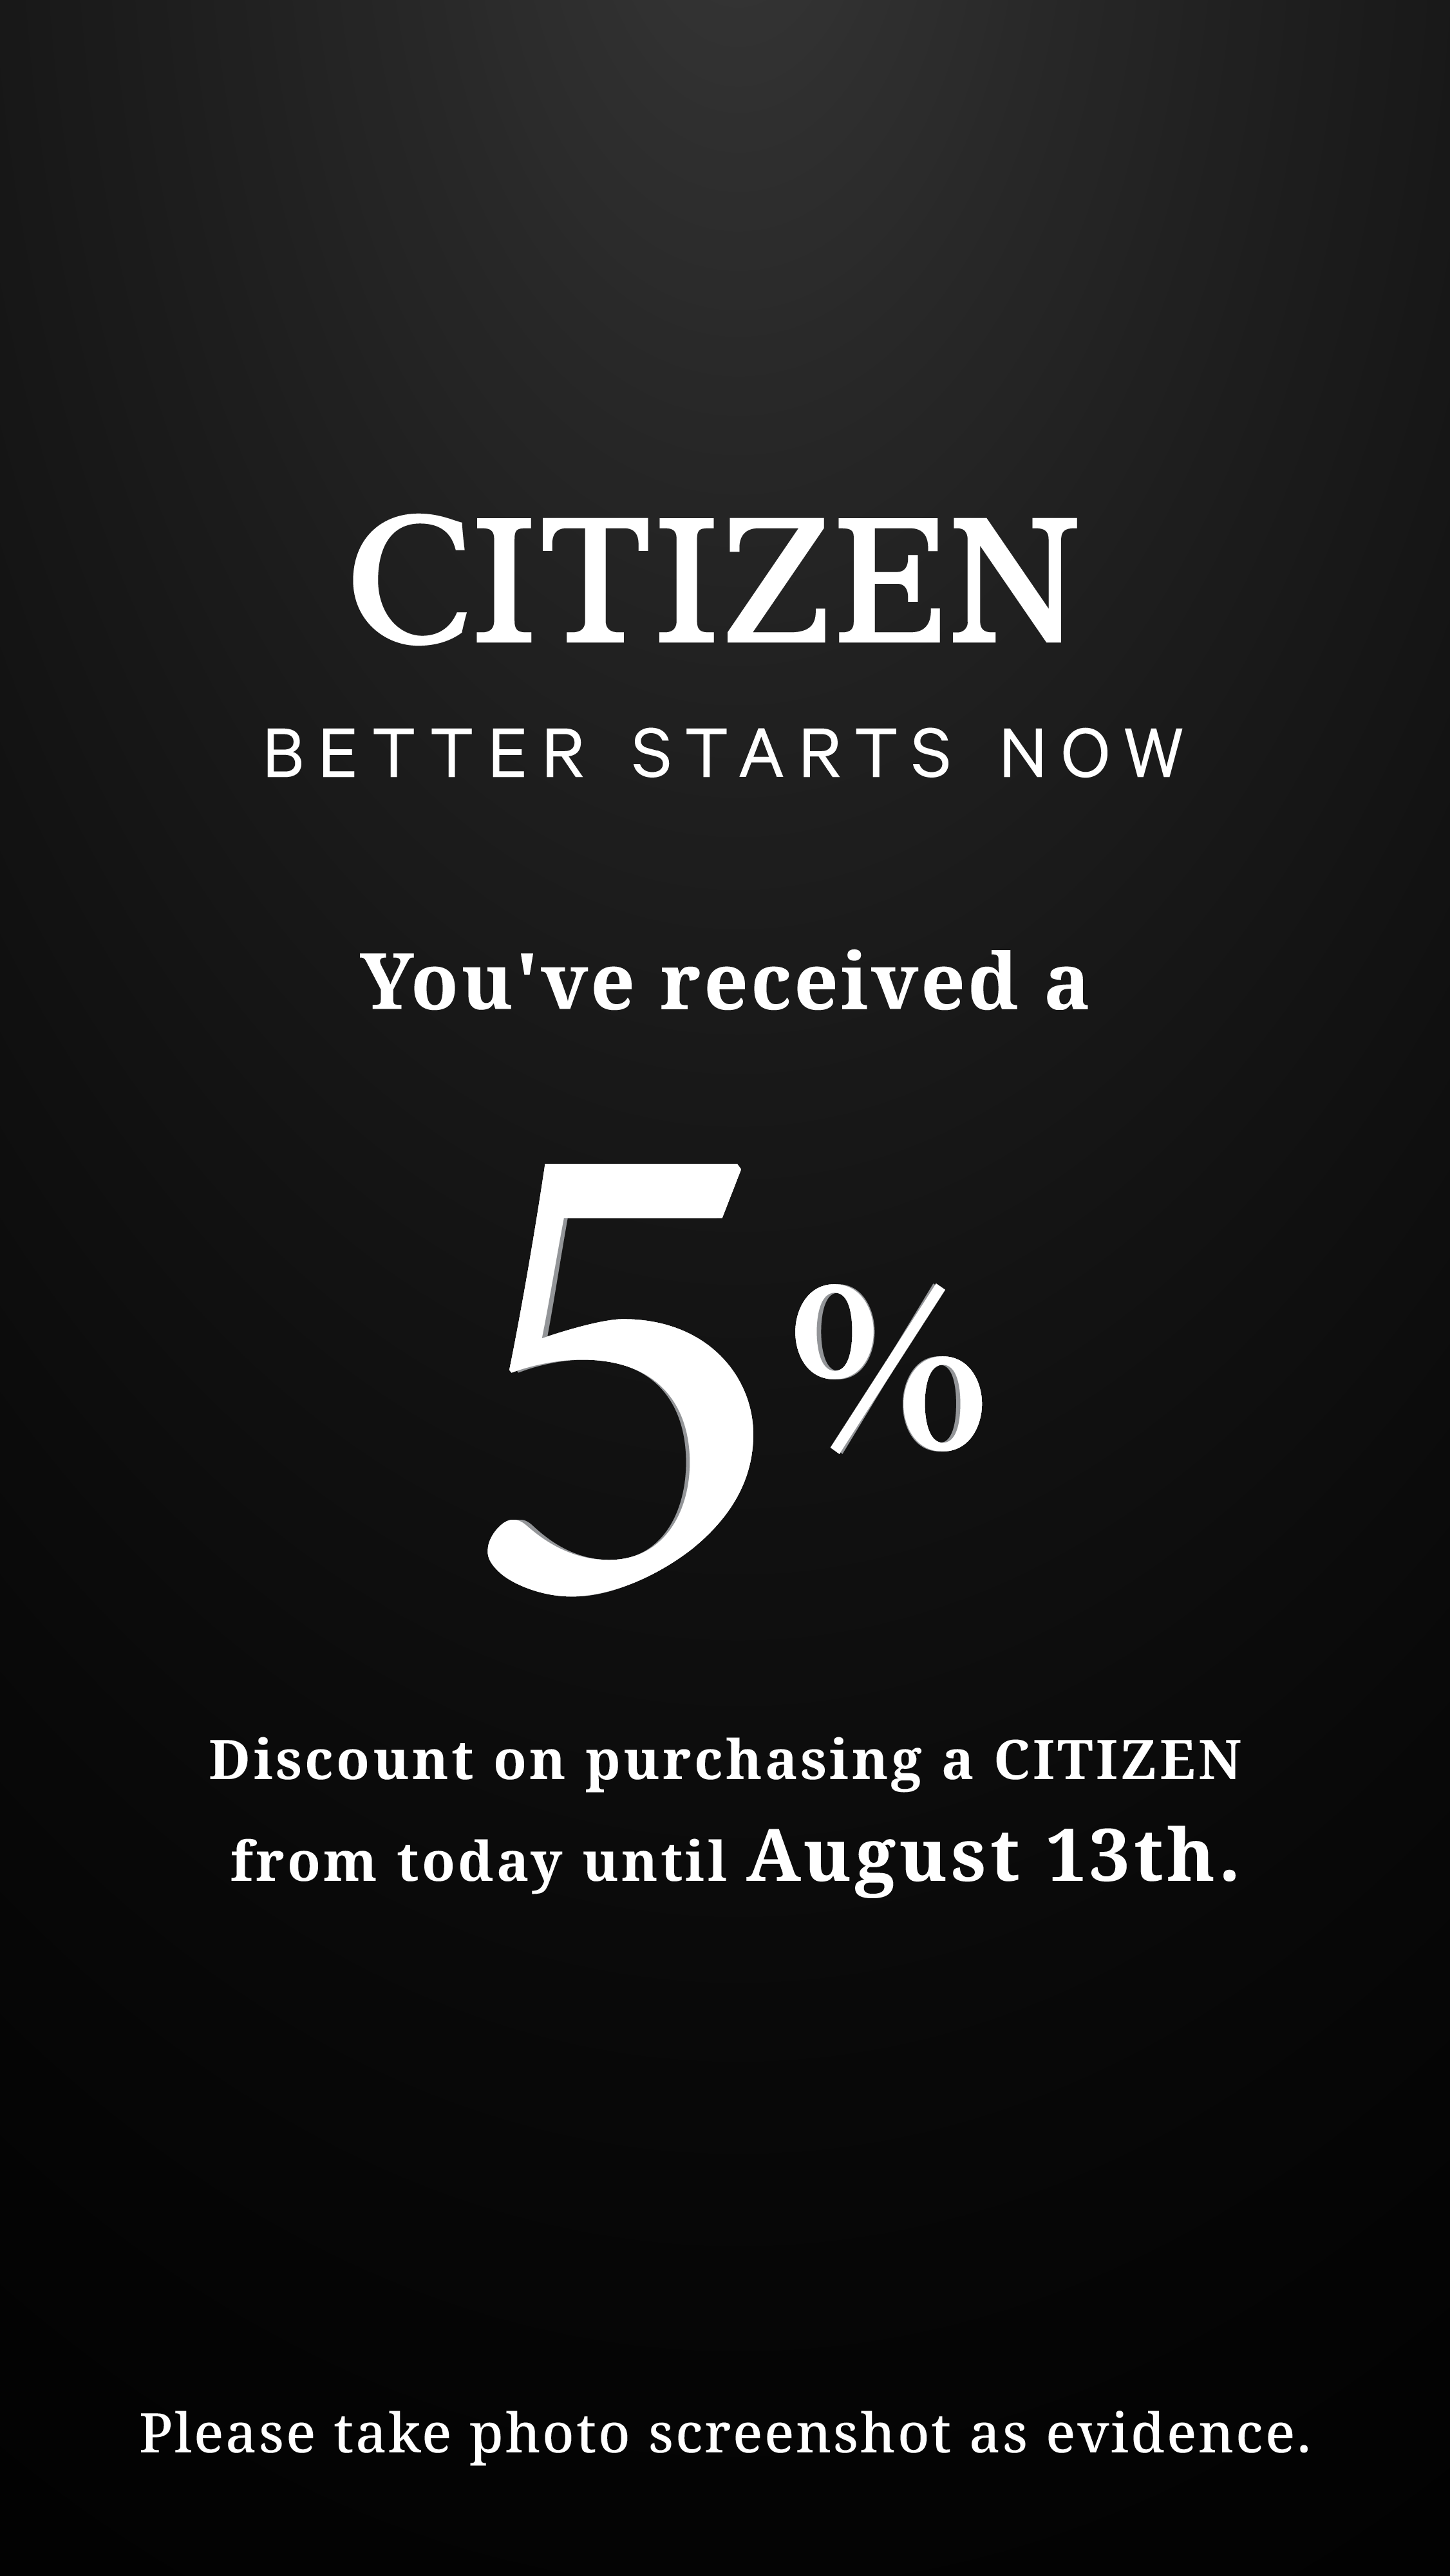 CITIZEN
BETTER STARTS NOW
You've received a
5%
Discount on purchasing a CITIZEN
from today until August 13th.
Please take photo screenshot as evidence.